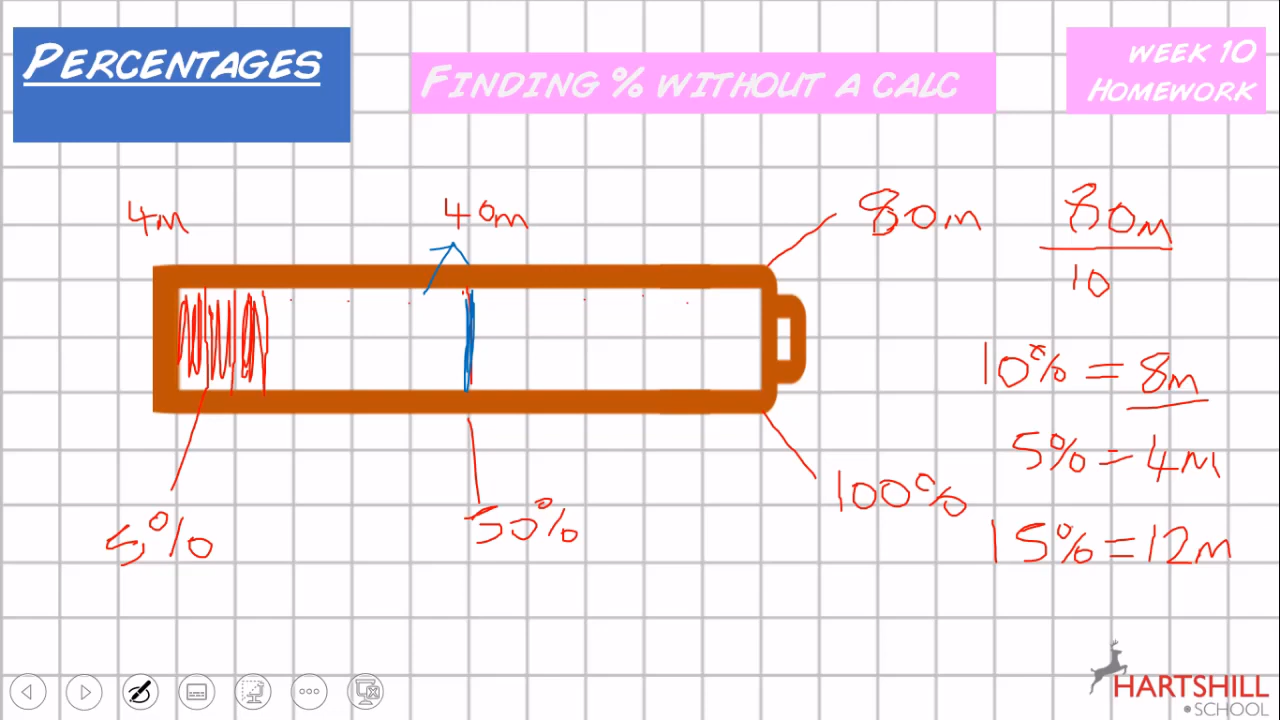 PERCENTAGES
FINDING % WITHOUT A CALC
WEEK 10
HOMEWORK
4m
40m
80m
80m
10
10% = 8m
5% = 4m
100%
5%
50%
15% = 12m
HARTSHILL
SCHOOL